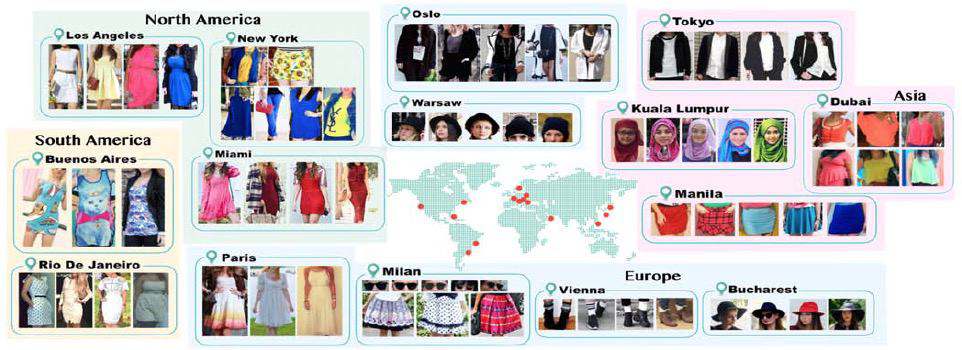 North America
Los Angeles
New York
Miami
South America
Buenos Aires
Rio De Janeiro
Oslo
Warsaw
Tokyo
Asia
Kuala Lumpur
Dubai
Manila
Europe
Paris
Milan
Vienna
Bucharest